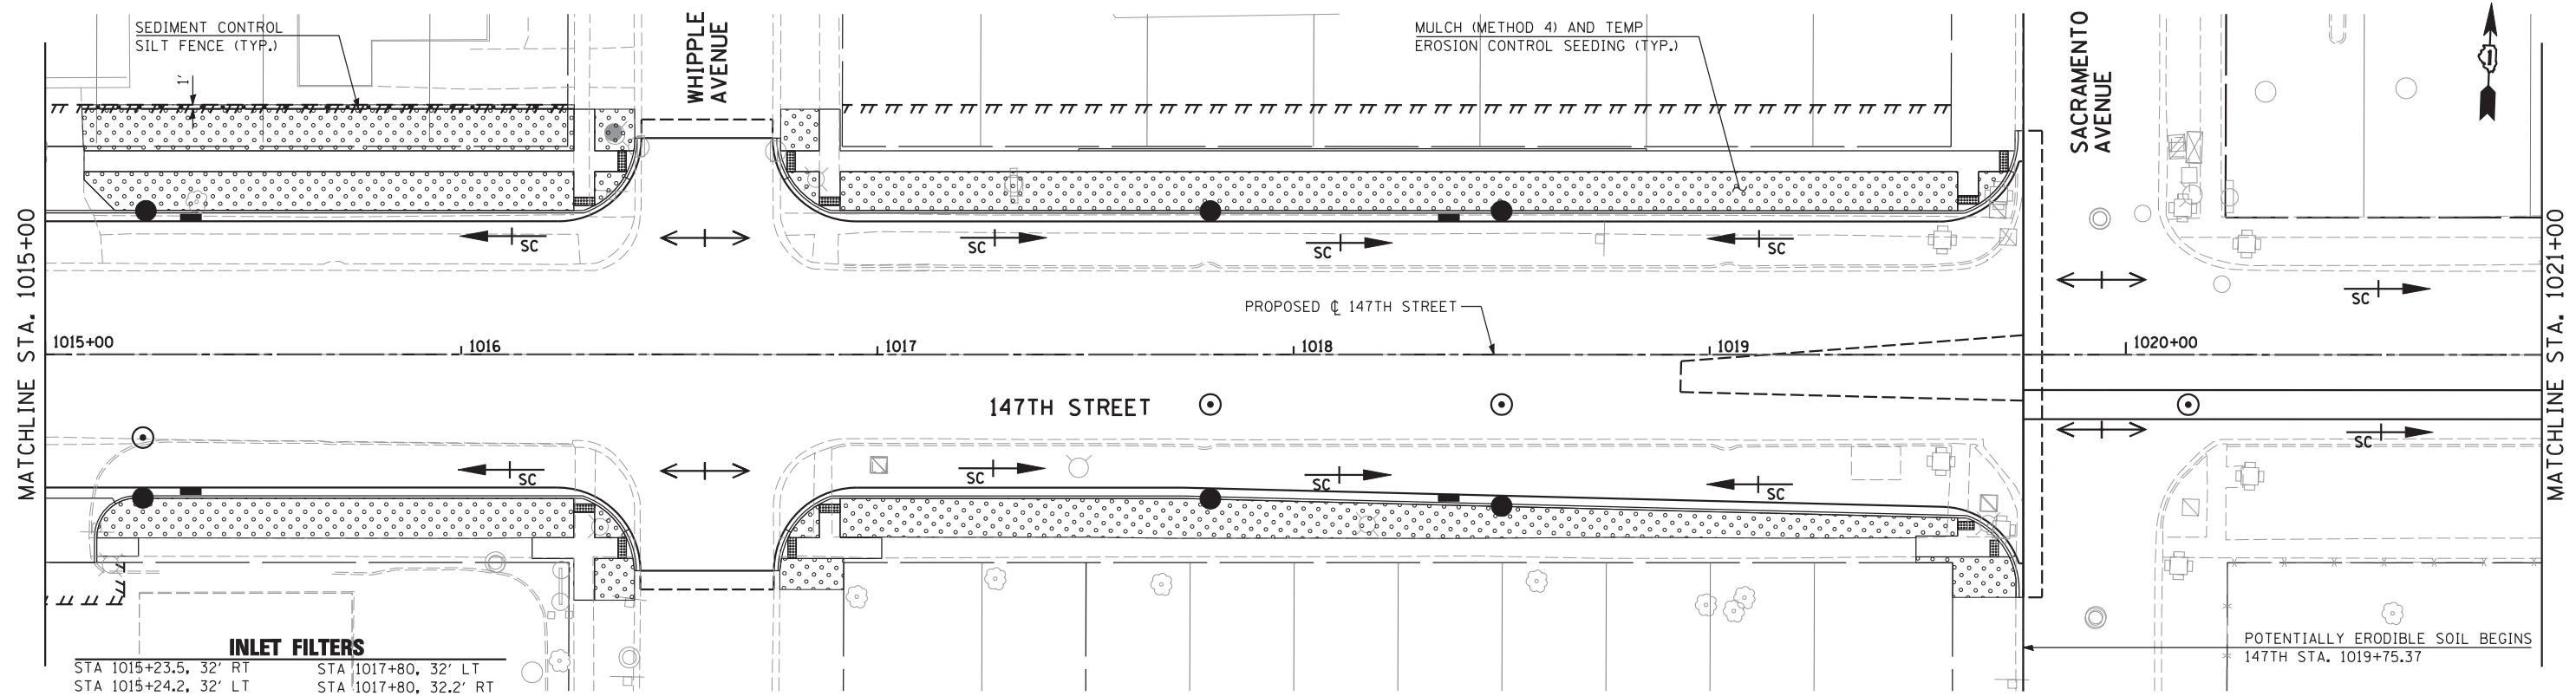 SEDIMENT CONTROL
SILT FENCE (TYP.)
1'
WHIPPLE
AVENUE
MULCH (METHOD 4) AND TEMP
EROSION CONTROL SEEDING (TYP.)
SACRAMENTO
AVENUE
MATCHLINE STA. 1015+00
MATCHLINE STA. 1021+00
SC
SC
SC
SC
SC
PROPOSED ℄ 147TH STREET
1015+00
1016
1017
1018
1019
1020+00
147TH STREET
SC
SC
SC
SC
SC
INLET FILTERS
STA 1015+23.5, 32' RT
STA 1017+80, 32' LT
STA 1015+24.2, 32' LT
STA 1017+80, 32.2' RT
POTENTIALLY ERODIBLE SOIL BEGINS
147TH STA. 1019+75.37